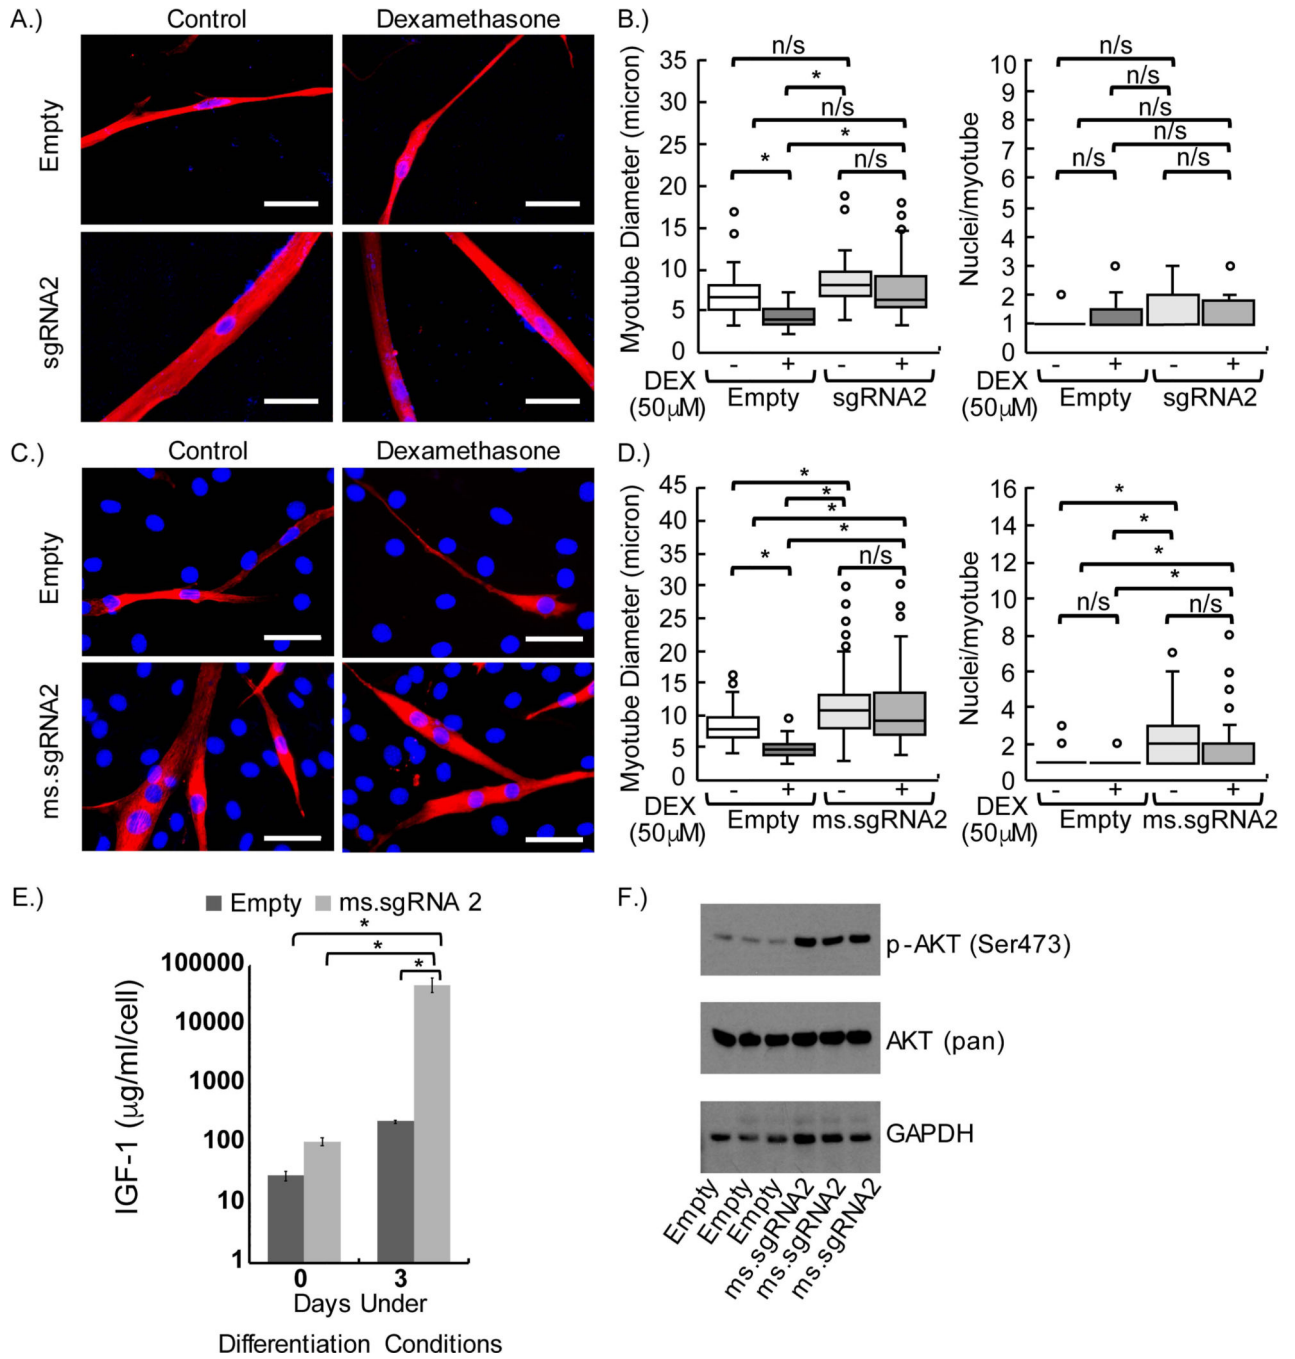 A.)
Control
Dexamethasone
Empty
sgRNA2
B.)
Myotube Diameter (micron)
35
30
25
20
15
10
5
0
n/s
*
n/s
*
* n/s
- + - +
DEX
(50μM)
Empty sgRNA2
Nuclei/myotube
10
9
8
7
6
5
4
3
2
1
0
n/s
n/s
n/s
n/s
n/s n/s
- + - +
DEX
(50μM)
Empty sgRNA2
C.)
Control
Dexamethasone
Empty
ms.sgRNA2
D.)
Myotube Diameter (micron)
45
40
35
30
25
20
15
10
5
0
*
*
*
*
* n/s
- + - +
DEX
(50μM)
Empty ms.sgRNA2
Nuclei/myotube
16
14
12
10
8
6
4
2
0
*
*
*
*
n/s n/s
- + - +
DEX
(50μM)
Empty ms.sgRNA2
E.)
Empty ms.sgRNA 2
IGF-1 (μg/ml/cell)
100000
10000
1000
100
10
1
*
*
*
0 3
Days Under
Differentiation Conditions
F.)
p-AKT (Ser473)
AKT (pan)
GAPDH
Empty
Empty
Empty
ms.sgRNA2
ms.sgRNA2
ms.sgRNA2